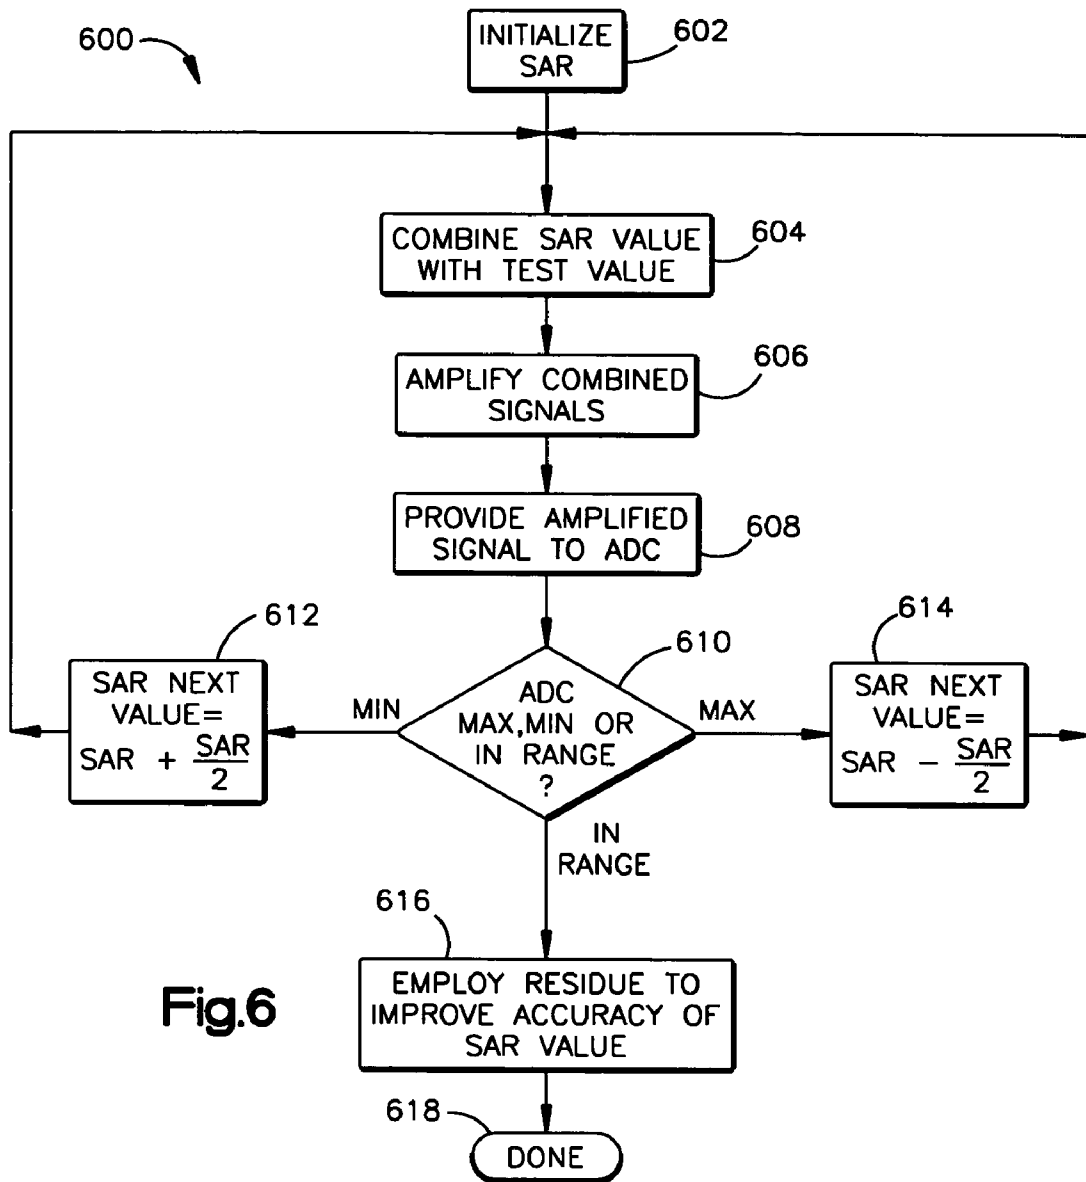 600
INITIALIZE
SAR
602
COMBINE SAR VALUE
WITH TEST VALUE
604
AMPLIFY COMBINED
SIGNALS
606
PROVIDE AMPLIFIED
SIGNAL TO ADC
608
612
SAR NEXT
VALUE=
SAR + SAR/2
MIN
ADC
MAX,MIN OR
IN RANGE
?
610
MAX
614
SAR NEXT
VALUE=
SAR − SAR/2
IN
RANGE
616
EMPLOY RESIDUE TO
IMPROVE ACCURACY OF
SAR VALUE
Fig.6
618
DONE